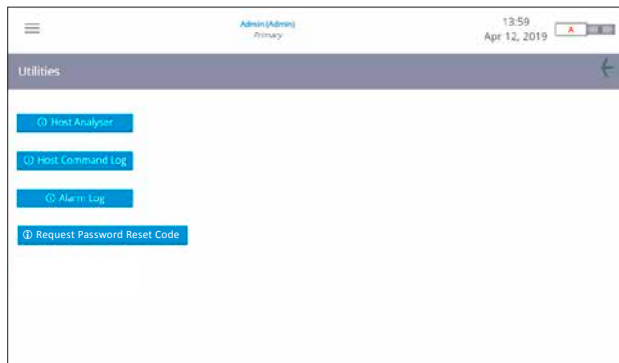 Admin (Admin)
Primary
13:59
Apr 12, 2019
A
Utilities
Host Analyser
Host Command Log
Alarm Log
Request Password Reset Code